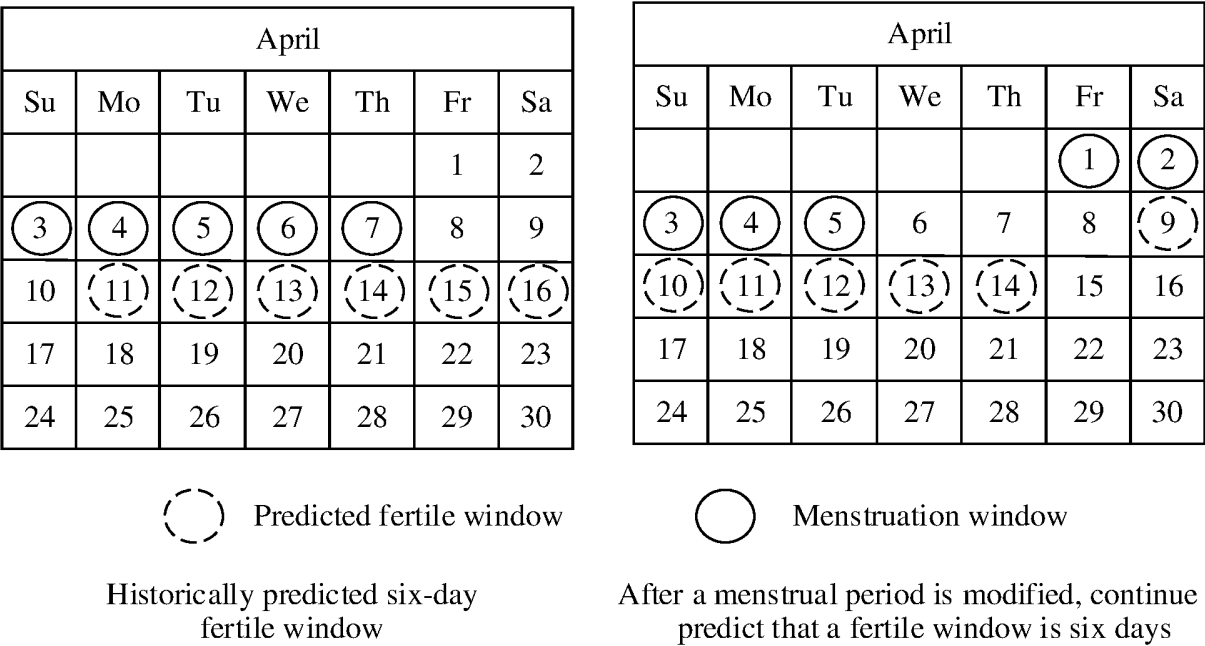 April
Su Mo Tu We Th Fr Sa
1 2
3 4 5 6 7 8 9
10 11 12 13 14 15 16
17 18 19 20 21 22 23
24 25 26 27 28 29 30
April
Su Mo Tu We Th Fr Sa
1 2
3 4 5 6 7 8 9
10 11 12 13 14 15 16
17 18 19 20 21 22 23
24 25 26 27 28 29 30
Predicted fertile window
Menstruation window
Historically predicted six-day
fertile window
After a menstrual period is modified, continue
predict that a fertile window is six days